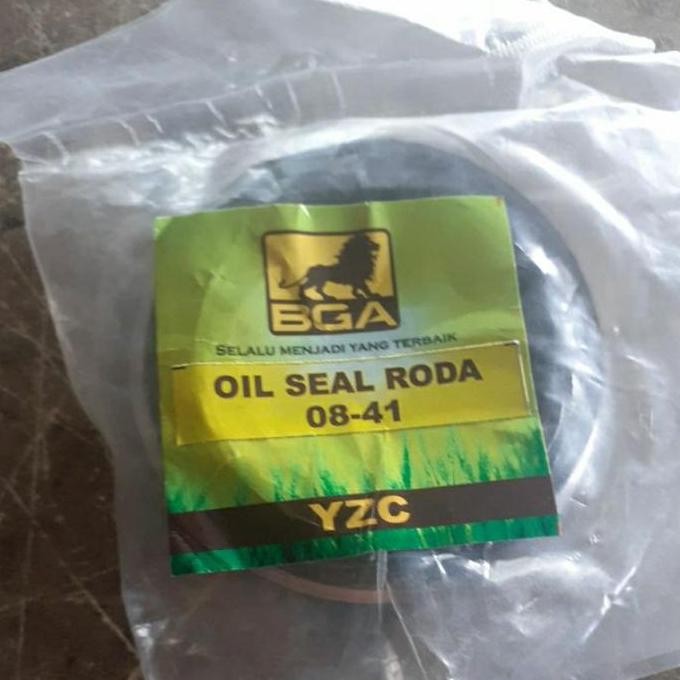 BGA
SELALU MENJADI YANG TERBAIK
OIL SEAL RODA
08-41
YZC